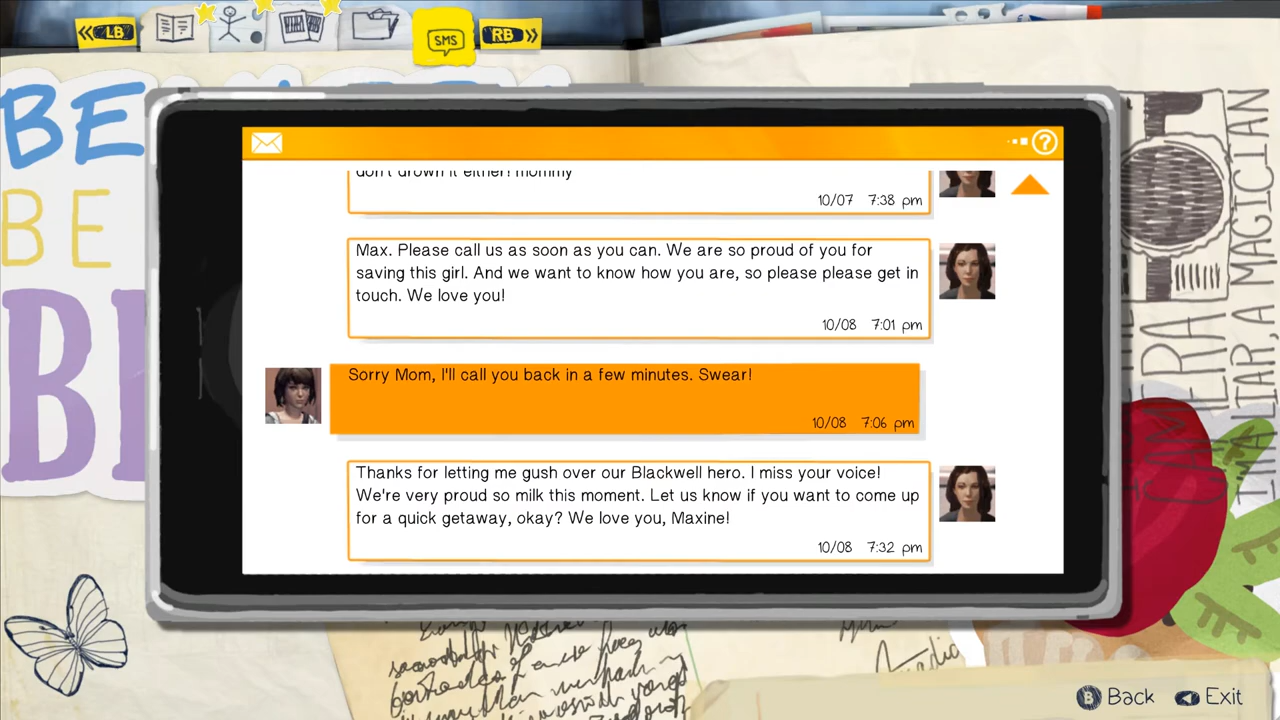 LB
SMS
RB
BE
BE
don't drown it either! mommy
10/07 7:38 pm
Max. Please call us as soon as you can. We are so proud of you for
saving this girl. And we want to know how you are, so please please get in
touch. We love you!
10/08 7:01 pm
Sorry Mom, I'll call you back in a few minutes. Swear!
10/08 7:06 pm
Thanks for letting me gush over our Blackwell hero. I miss your voice!
We're very proud so milk this moment. Let us know if you want to come up
for a quick getaway, okay? We love you, Maxine!
10/08 7:32 pm
A MAGICIAN
B Back
Exit